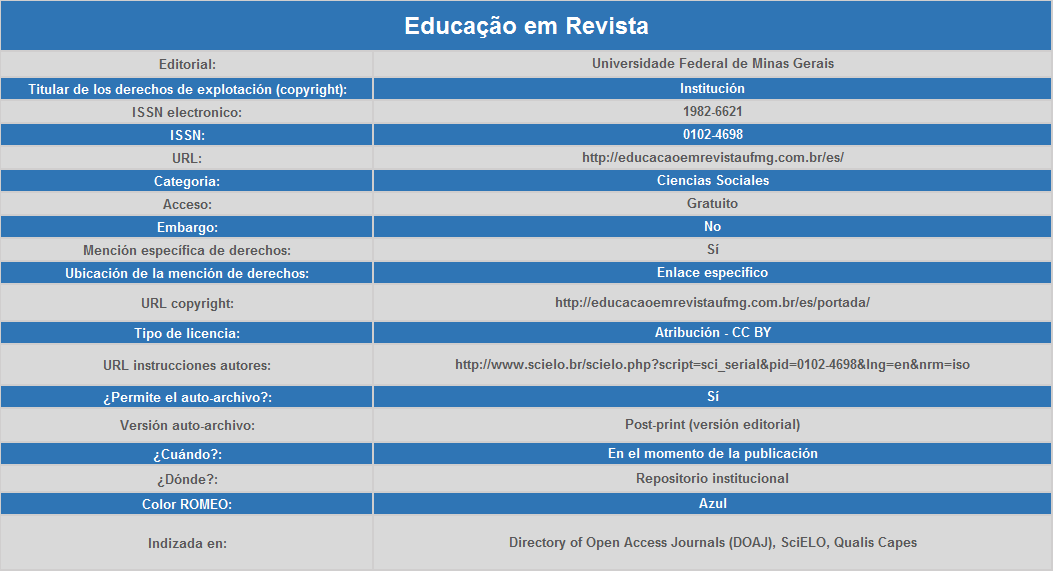 Educação em Revista
Editorial: Universidade Federal de Minas Gerais
Titular de los derechos de explotación (copyright): Institución
ISSN electronico: 1982-6621
ISSN: 0102-4698
URL: http://educacaoemrevistaufmg.com.br/es/
Categoria: Ciencias Sociales
Acceso: Gratuito
Embargo: No
Mención específica de derechos: Sí
Ubicación de la mención de derechos: Enlace especifico
URL copyright: http://educacaoemrevistaufmg.com.br/es/portada/
Tipo de licencia: Atribución - CC BY
URL instrucciones autores: http://www.scielo.br/scielo.php?script=sci_serial&pid=0102-4698&lng=en&nrm=iso
¿Permite el auto-archivo?: Sí
Versión auto-archivo: Post-print (versión editorial)
¿Cuándo?: En el momento de la publicación
¿Dónde?: Repositorio institucional
Color ROMEO: Azul
Indizada en: Directory of Open Access Journals (DOAJ), SciELO, Qualis Capes